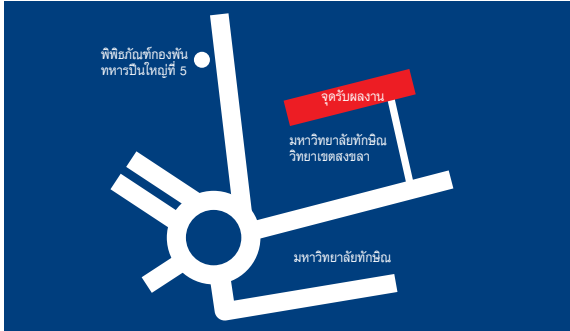 พิพิธภัณฑ์กองพัน
ทหารปืนใหญ่ที่ 5
จุดรับผลงาน
มหาวิทยาลัยทักษิณ
วิทยาเขตสงขลา
มหาวิทยาลัยทักษิณ